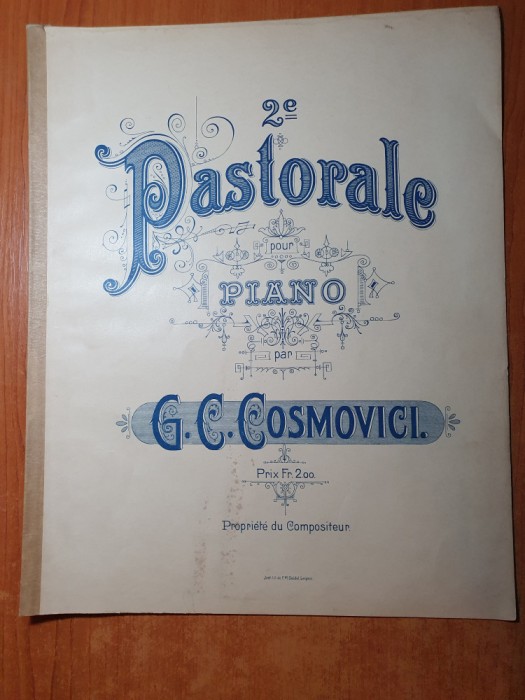 2e
Pastorale
pour
PIANO
par
G. C. COSMOVICI.
Prix Fr. 2 00.
Propriété du Compositeur